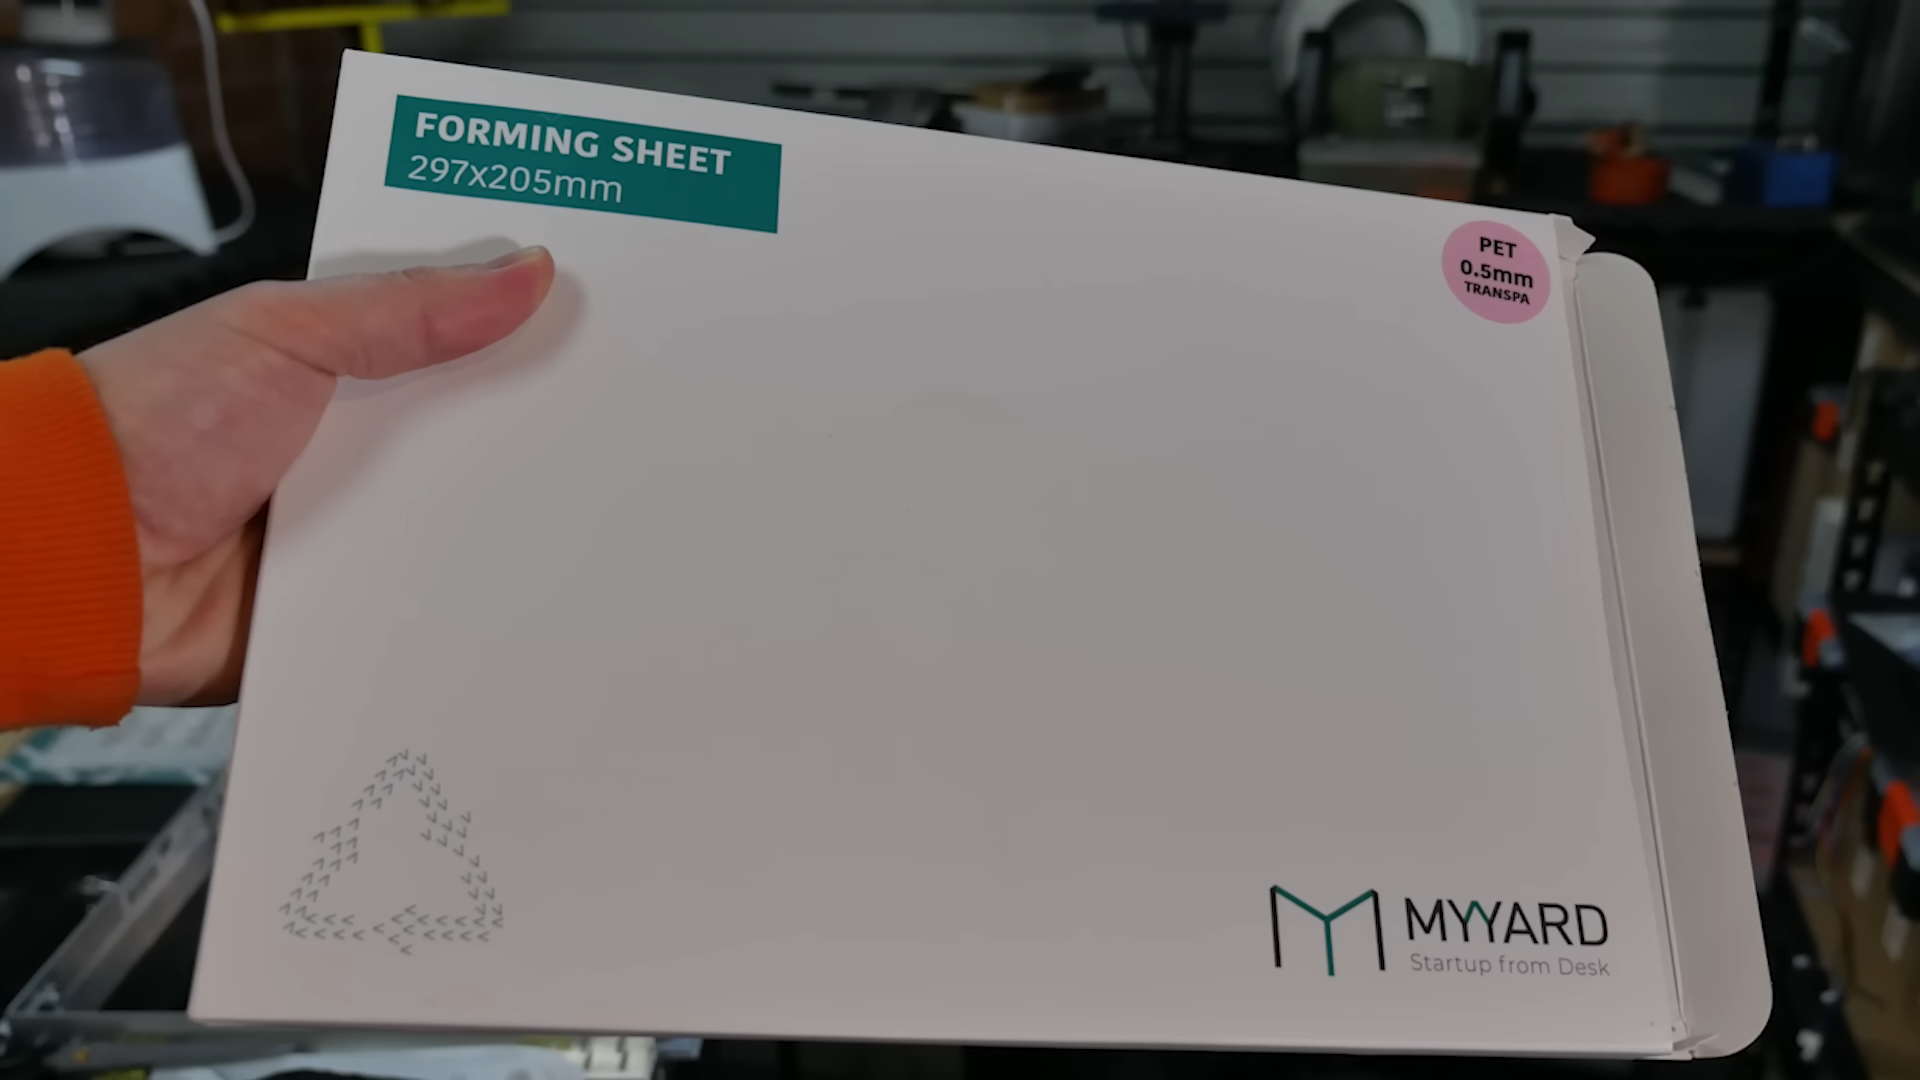 FORMING SHEET
297x205mm
PET
0.5mm
TRANSPA
MYYARD
Startup from Desk